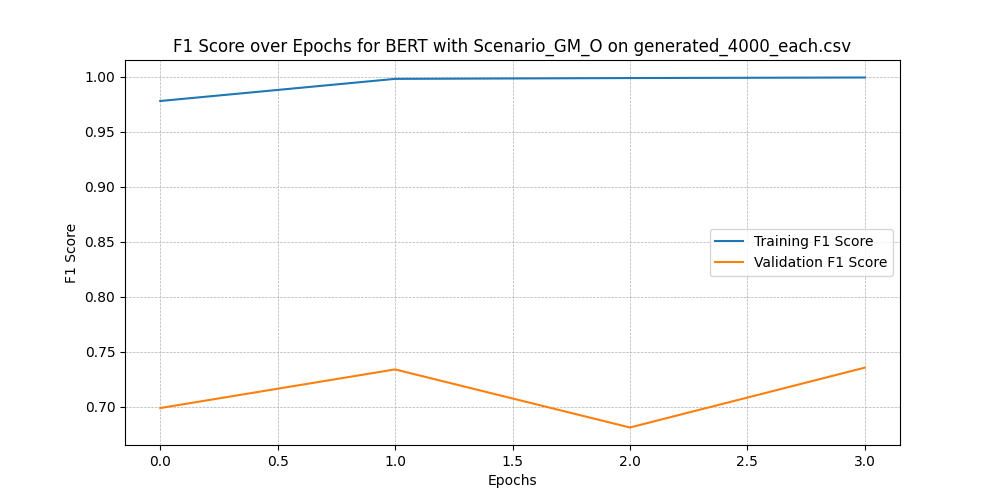 F1 Score over Epochs for BERT with Scenario_GM_O on generated_4000_each.csv
1.00
0.95
0.90
0.85
0.80
0.75
0.70
F1 Score
Training F1 Score
Validation F1 Score
0.0 0.5 1.0 1.5 2.0 2.5 3.0
Epochs